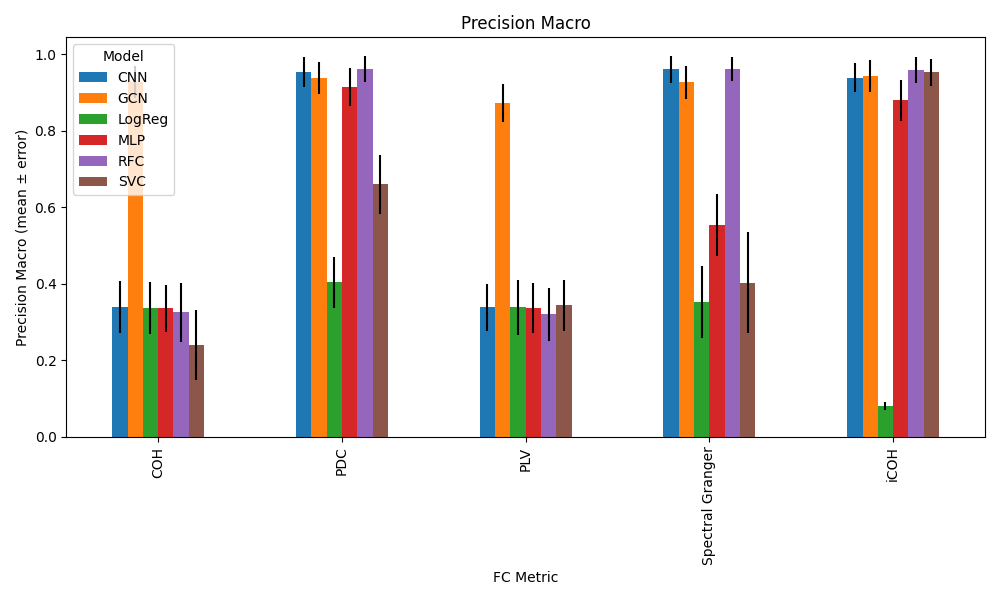 Precision Macro
Precision Macro (mean ± error)
1.0
0.8
0.6
0.4
0.2
0.0
Model
CNN
GCN
LogReg
MLP
RFC
SVC
COH
PDC
PLV
Spectral Granger
iCOH
FC Metric